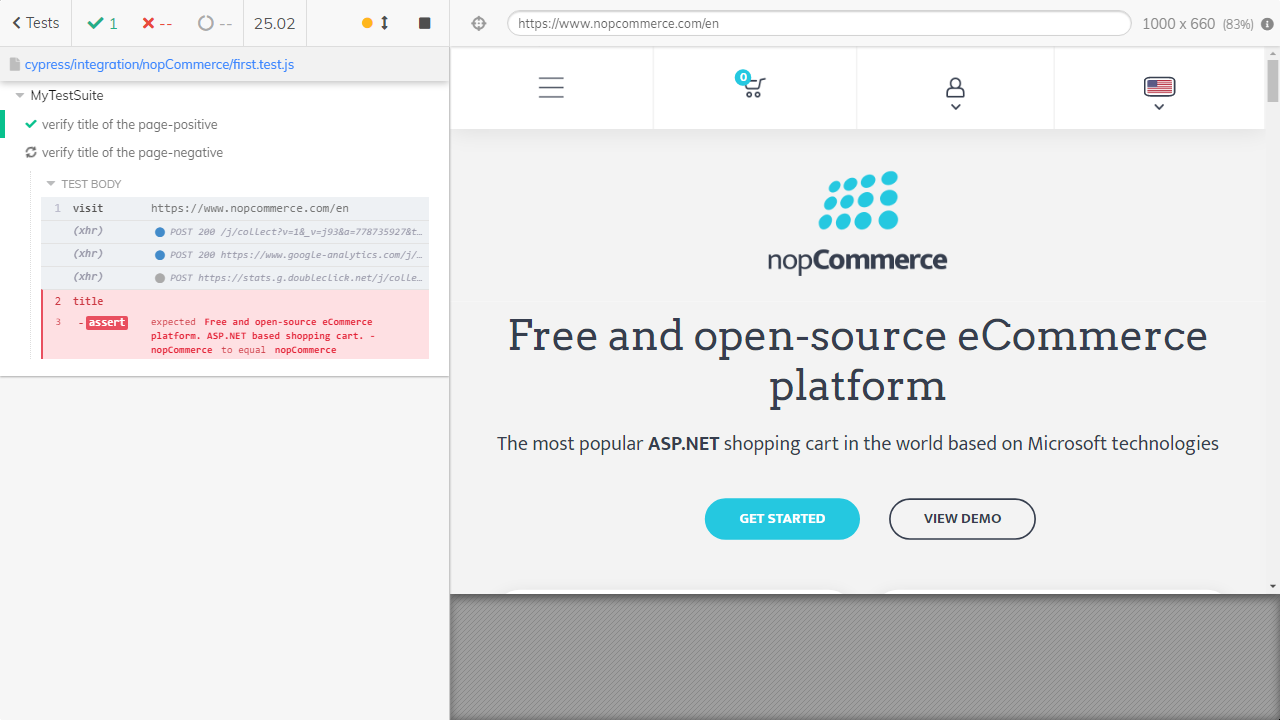 Tests
1
--
--
25.02
https://www.nopcommerce.com/en
1000 x 660 (83%)
cypress/integration/nopCommerce/first.test.js
MyTestSuite
verify title of the page-positive
verify title of the page-negative
TEST BODY
1 visit https://www.nopcommerce.com/en
(xhr) POST 200 /j/collect?v=1&_v=j93&a=778735927&t…
(xhr) POST 200 https://www.google-analytics.com/j/…
(xhr) POST https://stats.g.doubleclick.net/j/colle…
2 title
3 -assert expected Free and open-source eCommerce
platform. ASP.NET based shopping cart. -
nopCommerce to equal nopCommerce
0
nopCommerce
Free and open-source eCommerce
platform
The most popular ASP.NET shopping cart in the world based on Microsoft technologies
GET STARTED
VIEW DEMO